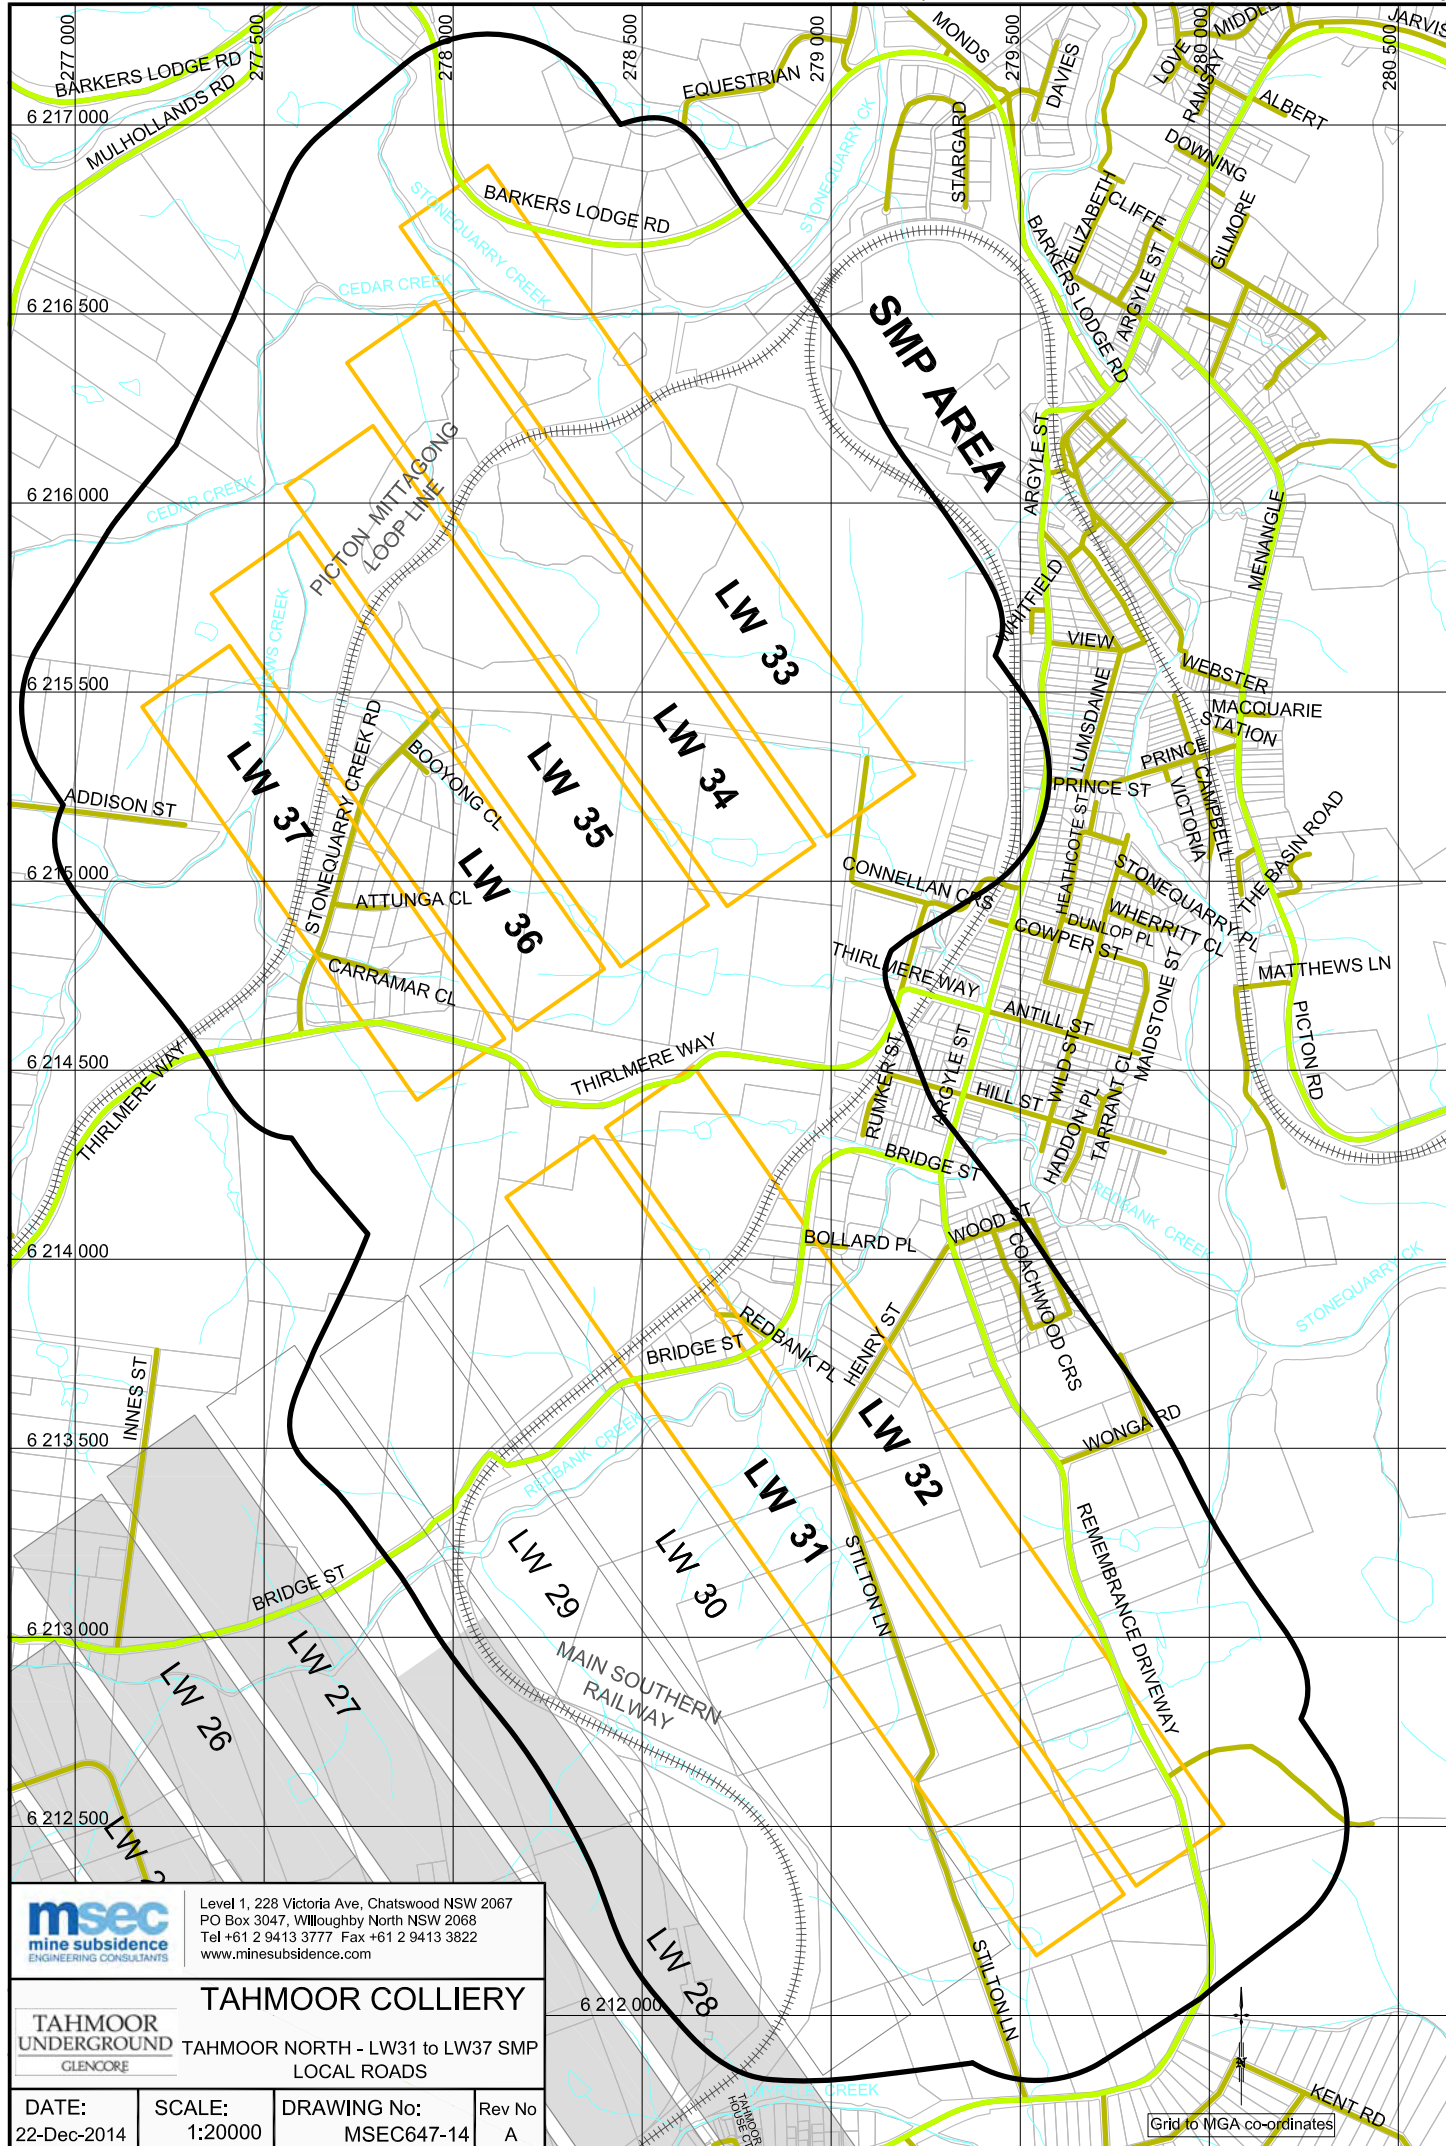 277 000
277 500
278 000
278 500
279 000
279 500
280 000
280 500
6 217 000
6 216 500
6 216 000
6 215 500
6 215 000
6 214 500
6 214 000
6 213 500
6 213 000
6 212 500
6 212 000
BARKERS LODGE RD
MULHOLLANDS RD
EQUESTRIAN
MONDS
DAVIES
LOVE
MIDDLE
RAMSAY
JARVIS
ALBERT
DOWNING
STARGARD
STONEQUARRY CK
STONEQUARRY CREEK
BARKERS LODGE RD
CEDAR CREEK
ELIZABETH
CLIFFE
GILMORE
BARKERS LODGE RD
ARGYLE ST
SMP AREA
ARGYLE ST
CEDAR CREEK
PICTON MITTAGONG
LOOP LINE
MENANGLE
MATTHEWS CREEK
LW 33
WHITFIELD
VIEW
WEBSTER
LUMSDAINE
MACQUARIE
STATION
LW 34
LW 35
LW 37
LW 36
STONEQUARRY CREEK RD
BOOYONG CL
ADDISON ST
PRINCE
PRINCE ST
VICTORIA
CAMPBELL
THE BASIN ROAD
HEATHCOTE ST
STONEQUARRY PL
CONNELLAN CRS
ATTUNGA CL
WHERRITT CL
DUNLOP PL
COWPER ST
CARRAMAR CL
THIRLMERE WAY
MATTHEWS LN
MAIDSTONE ST
ANTILL ST
PICTON RD
THIRLMERE WAY
THIRLMERE WAY
RUMKER ST
ARGYLE ST
WILD ST
HILL ST
HADDON PL
TARRANT CL
BRIDGE ST
REDBANK CREEK
WOOD ST
BOLLARD PL
COACHWOOD CRS
STONEQUARRY CK
HENRY ST
REDBANK PL
BRIDGE ST
INNES ST
LW 32
WONGA RD
REDBANK CREEK
LW 31
LW 29
LW 30
STILTON LN
REMEMBRANCE DRIVEWAY
BRIDGE ST
LW 27
LW 26
MAIN SOUTHERN
RAILWAY
LW 2
LW 28
STILTON LN
MYRTLE CREEK
TAHMOOR
HOUSE CT
KENT RD
N
Grid to MGA co-ordinates
msec
mine subsidence
ENGINEERING CONSULTANTS
Level 1, 228 Victoria Ave, Chatswood NSW 2067
PO Box 3047, Willoughby North NSW 2068
Tel +61 2 9413 3777 Fax +61 2 9413 3822
www.minesubsidence.com
TAHMOOR
UNDERGROUND
GLENCORE
TAHMOOR COLLIERY
TAHMOOR NORTH - LW31 to LW37 SMP
LOCAL ROADS
DATE:
22-Dec-2014
SCALE:
1:20000
DRAWING No:
MSEC647-14
Rev No
A